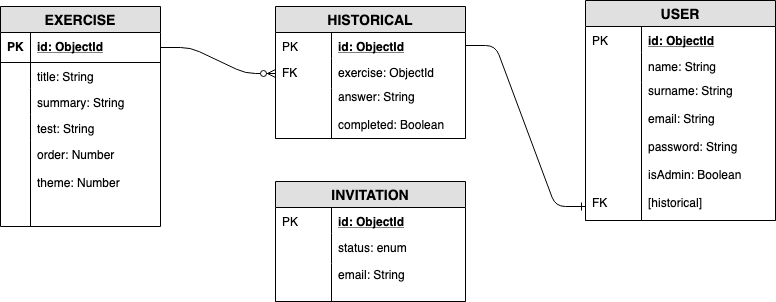 EXERCISE
PK id: ObjectId
title: String
summary: String
test: String
order: Number
theme: Number
HISTORICAL
PK id: ObjectId
FK exercise: ObjectId
answer: String
completed: Boolean
INVITATION
PK id: ObjectId
status: enum
email: String
USER
PK id: ObjectId
name: String
surname: String
email: String
password: String
isAdmin: Boolean
FK [historical]